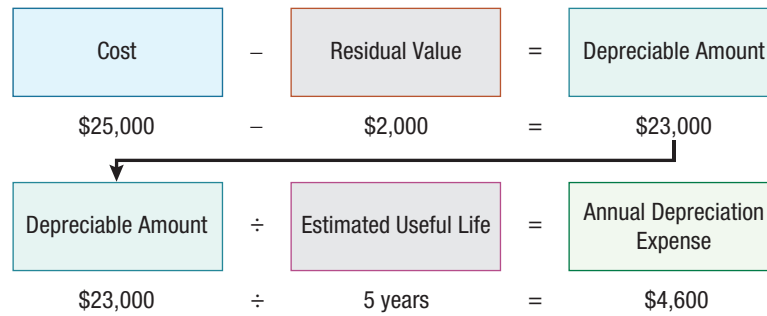 Cost – Residual Value = Depreciable Amount
$25,000 – $2,000 = $23,000
Depreciable Amount ÷ Estimated Useful Life = Annual Depreciation
Expense
$23,000 ÷ 5 years = $4,600